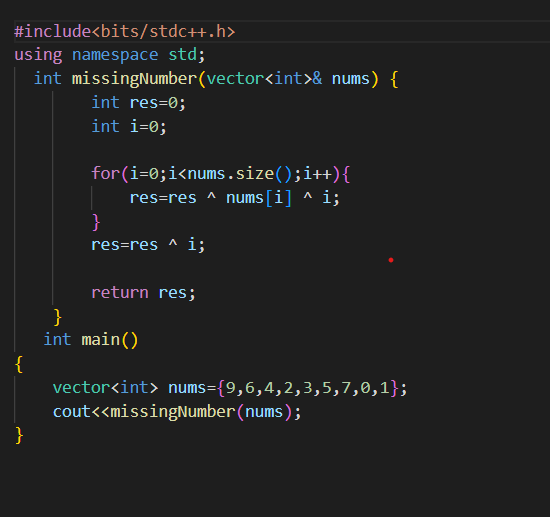 #include<bits/stdc++.h>
using namespace std;
int missingNumber(vector<int>& nums) {
int res=0;
int i=0;
for(i=0;i<nums.size();i++){
res=res ^ nums[i] ^ i;
}
res=res ^ i;
return res;
}
int main()
{
vector<int> nums={9,6,4,2,3,5,7,0,1};
cout<<missingNumber(nums);
}